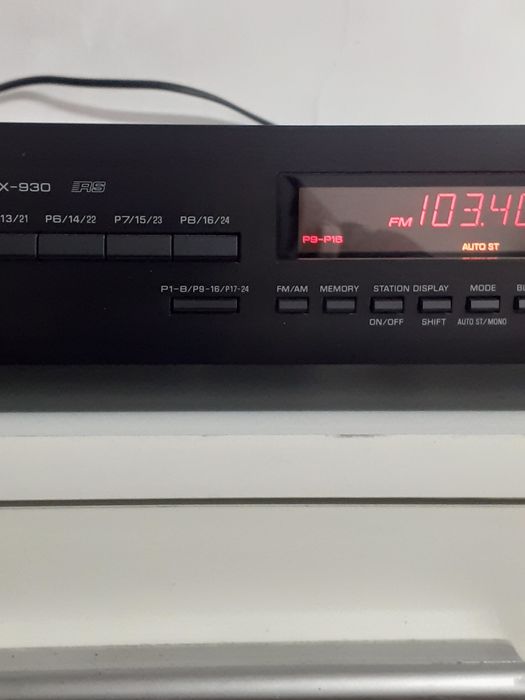 X-930 RS
13/21 P6/14/22 P7/15/23 P8/16/24
FM 103.40
P9-P16
AUTO ST
P1-8/P9-16/P17-24 FM/AM MEMORY STATION DISPLAY MODE BL
ON/OFF SHIFT AUTO ST/MONO